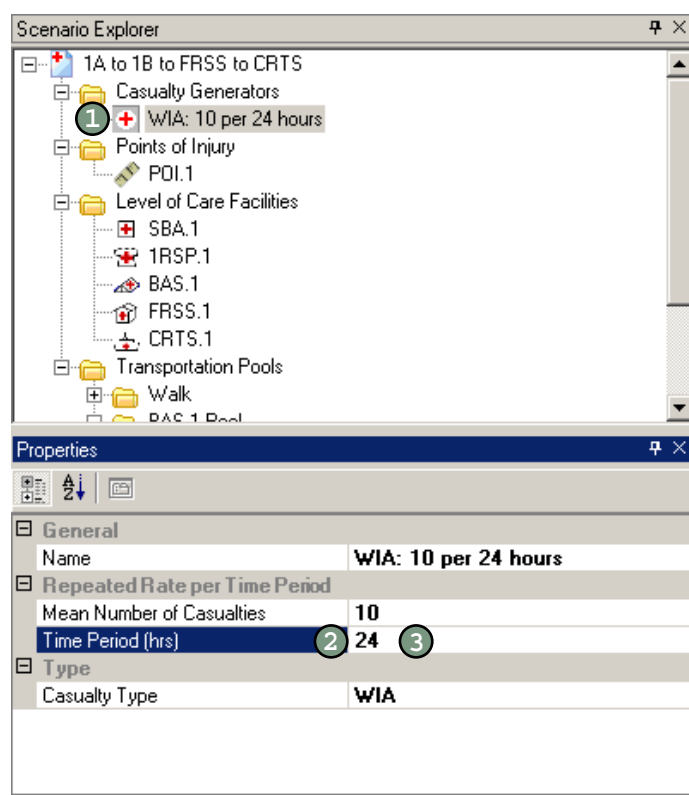 Scenario Explorer
1A to 1B to FRSS to CRTS
Casualty Generators
1 WIA: 10 per 24 hours
Points of Injury
POI.1
Level of Care Facilities
SBA.1
1RSP.1
BAS.1
FRSS.1
CRTS.1
Transportation Pools
Walk
BAS.1 Pool
Properties
General
Name WIA: 10 per 24 hours
Repeated Rate per Time Period
Mean Number of Casualties 10
Time Period (hrs) 2 24 3
Type
Casualty Type WIA